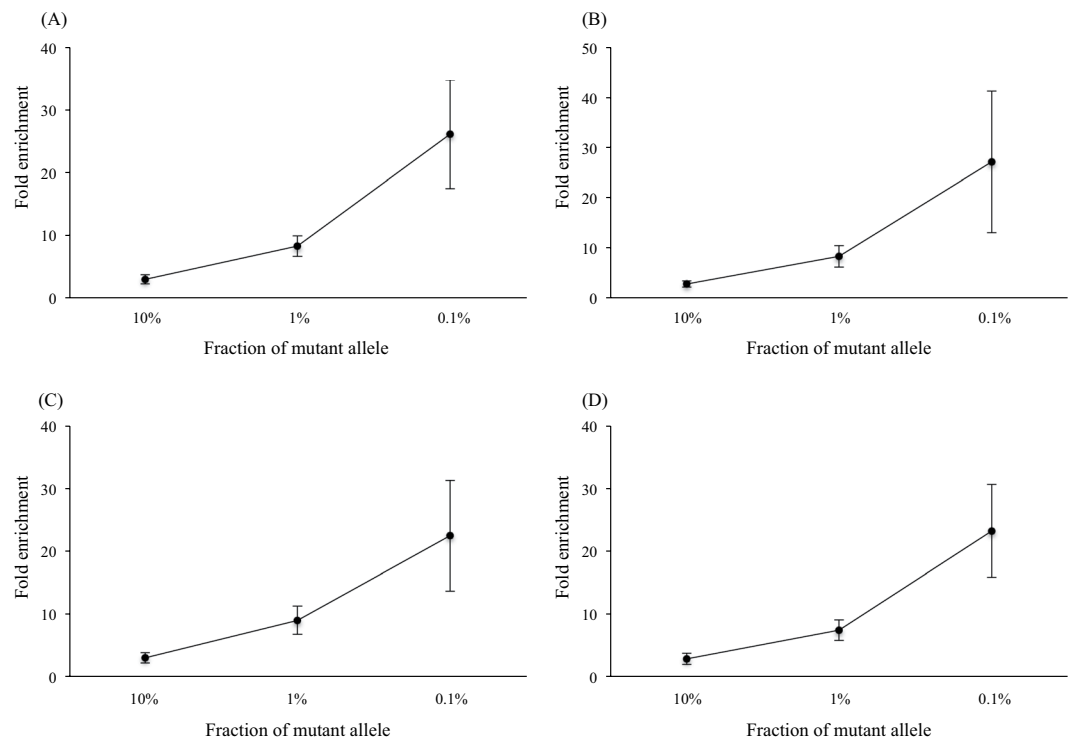 (A)
40
30
20
10
0
Fold enrichment
10% 1% 0.1%
Fraction of mutant allele
(B)
50
40
30
20
10
0
Fold enrichment
10% 1% 0.1%
Fraction of mutant allele
(C)
40
30
20
10
0
Fold enrichment
10% 1% 0.1%
Fraction of mutant allele
(D)
40
30
20
10
0
Fold enrichment
10% 1% 0.1%
Fraction of mutant allele